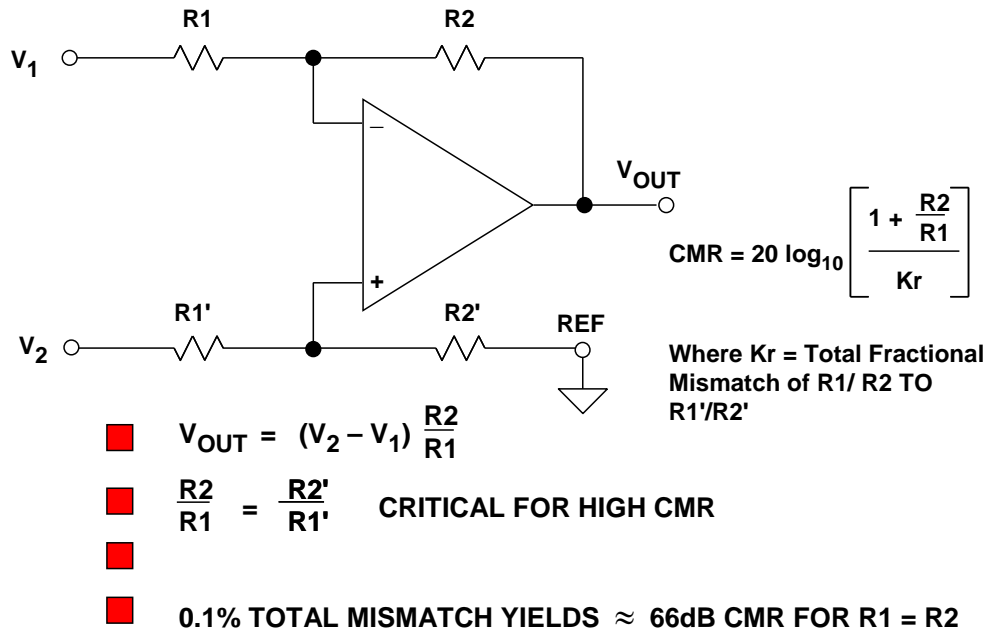 R1
R2
V1
−
VOUT
+
R1'
R2'
REF
V2
CMR = 20 log10 [ (1 + R2/R1) / Kr ]
Where Kr = Total Fractional
Mismatch of R1/ R2 TO
R1'/R2'
VOUT = (V2 – V1) R2/R1
R2/R1 = R2'/R1' CRITICAL FOR HIGH CMR
0.1% TOTAL MISMATCH YIELDS ≈ 66dB CMR FOR R1 = R2